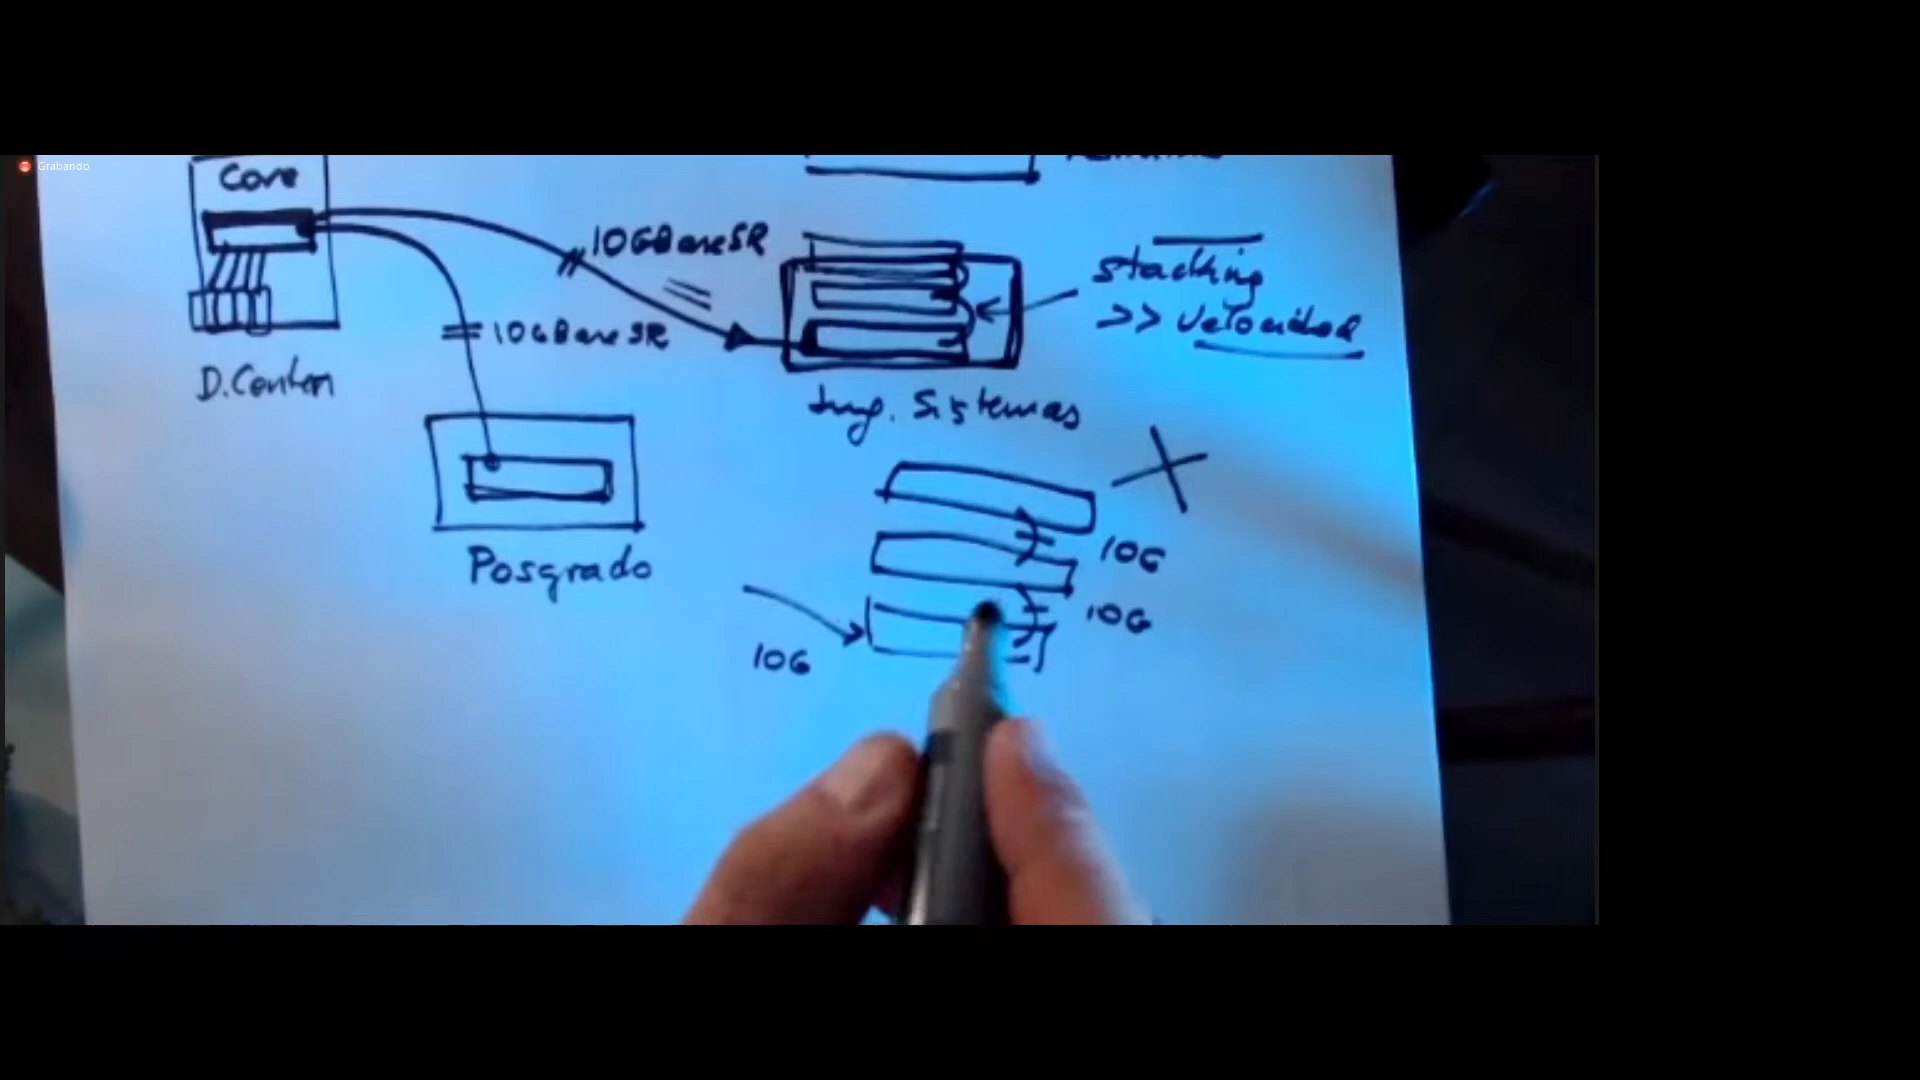 Grabando
Core
10GBaseSR
stacking
>> velocidad
10GBaseSR
D. Center
Ing. Sistemas
Posgrado
10G
10G
10G